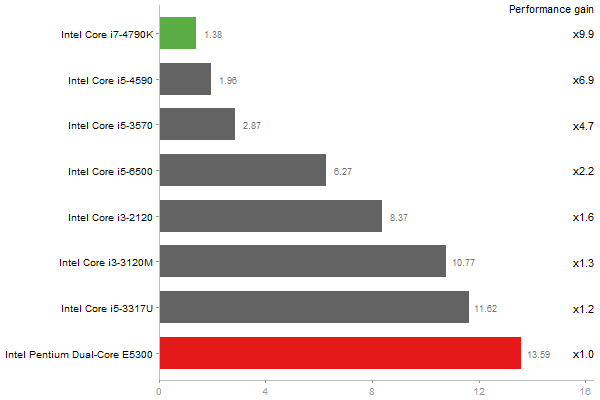 Performance gain
Intel Core i7-4790K 1.38 x9.9
Intel Core i5-4590 1.96 x6.9
Intel Core i5-3570 2.87 x4.7
Intel Core i5-6500 6.27 x2.2
Intel Core i3-2120 8.37 x1.6
Intel Core i3-3120M 10.77 x1.3
Intel Core i5-3317U 11.62 x1.2
Intel Pentium Dual-Core E5300 13.59 x1.0
0 4 8 12 16